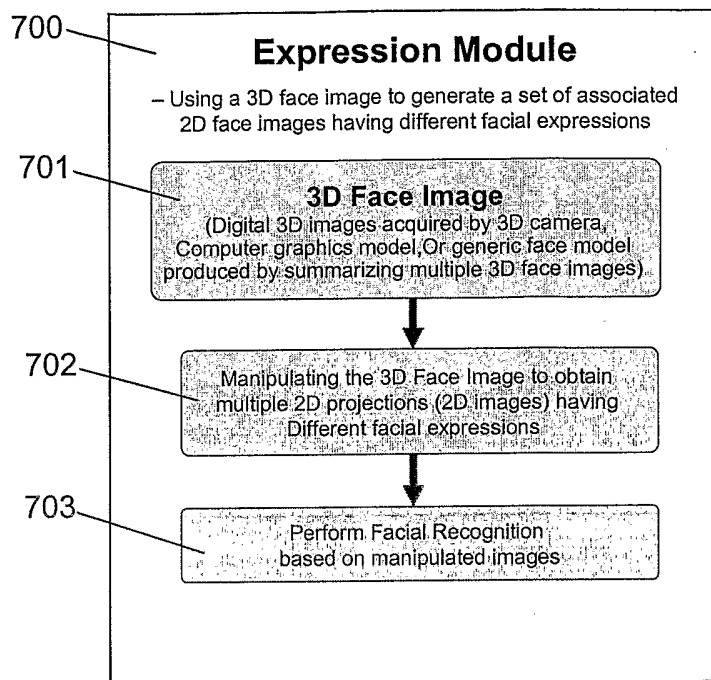 700
Expression Module
– Using a 3D face image to generate a set of associated
2D face images having different facial expressions
701
3D Face Image
(Digital 3D images acquired by 3D camera,
Computer graphics model,Or generic face model
produced by summarizing multiple 3D face images)
702
Manipulating the 3D Face Image to obtain
multiple 2D projections (2D Images) having
Different facial expressions
703
Perform Facial Recognition
based on manipulated images